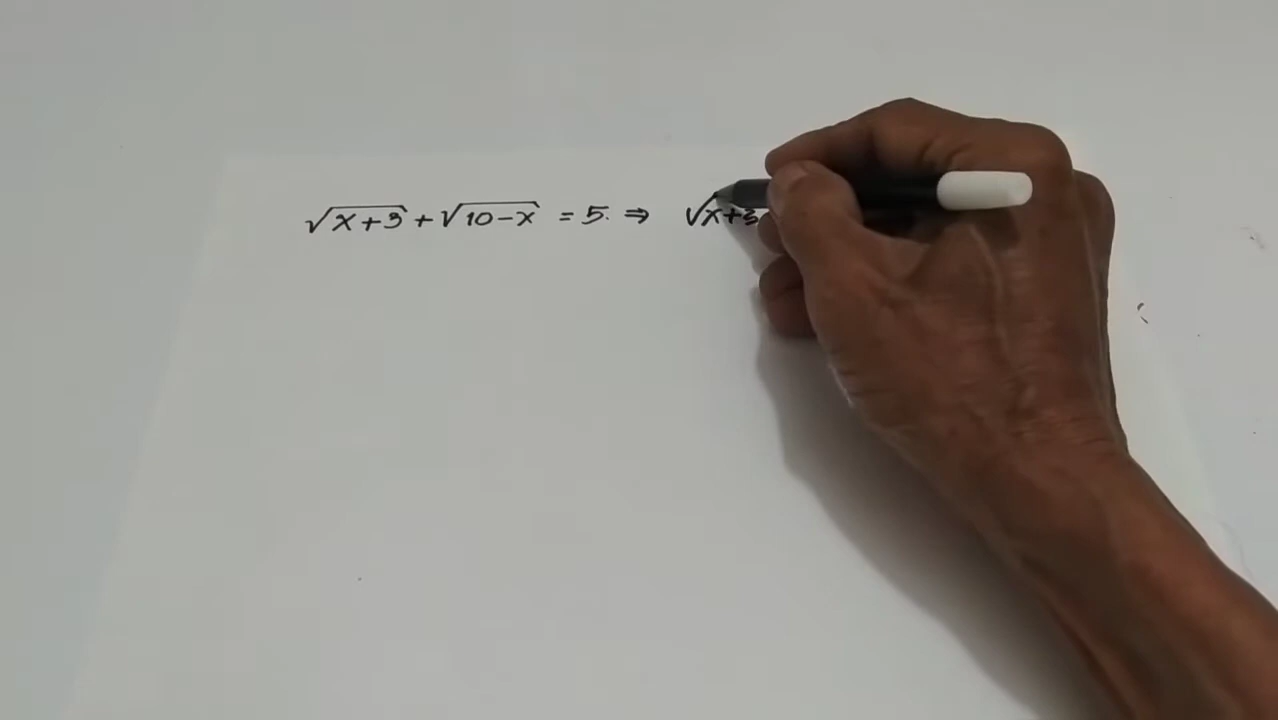 √(x+3) + √(10-x) = 5. ⇒ √x+3